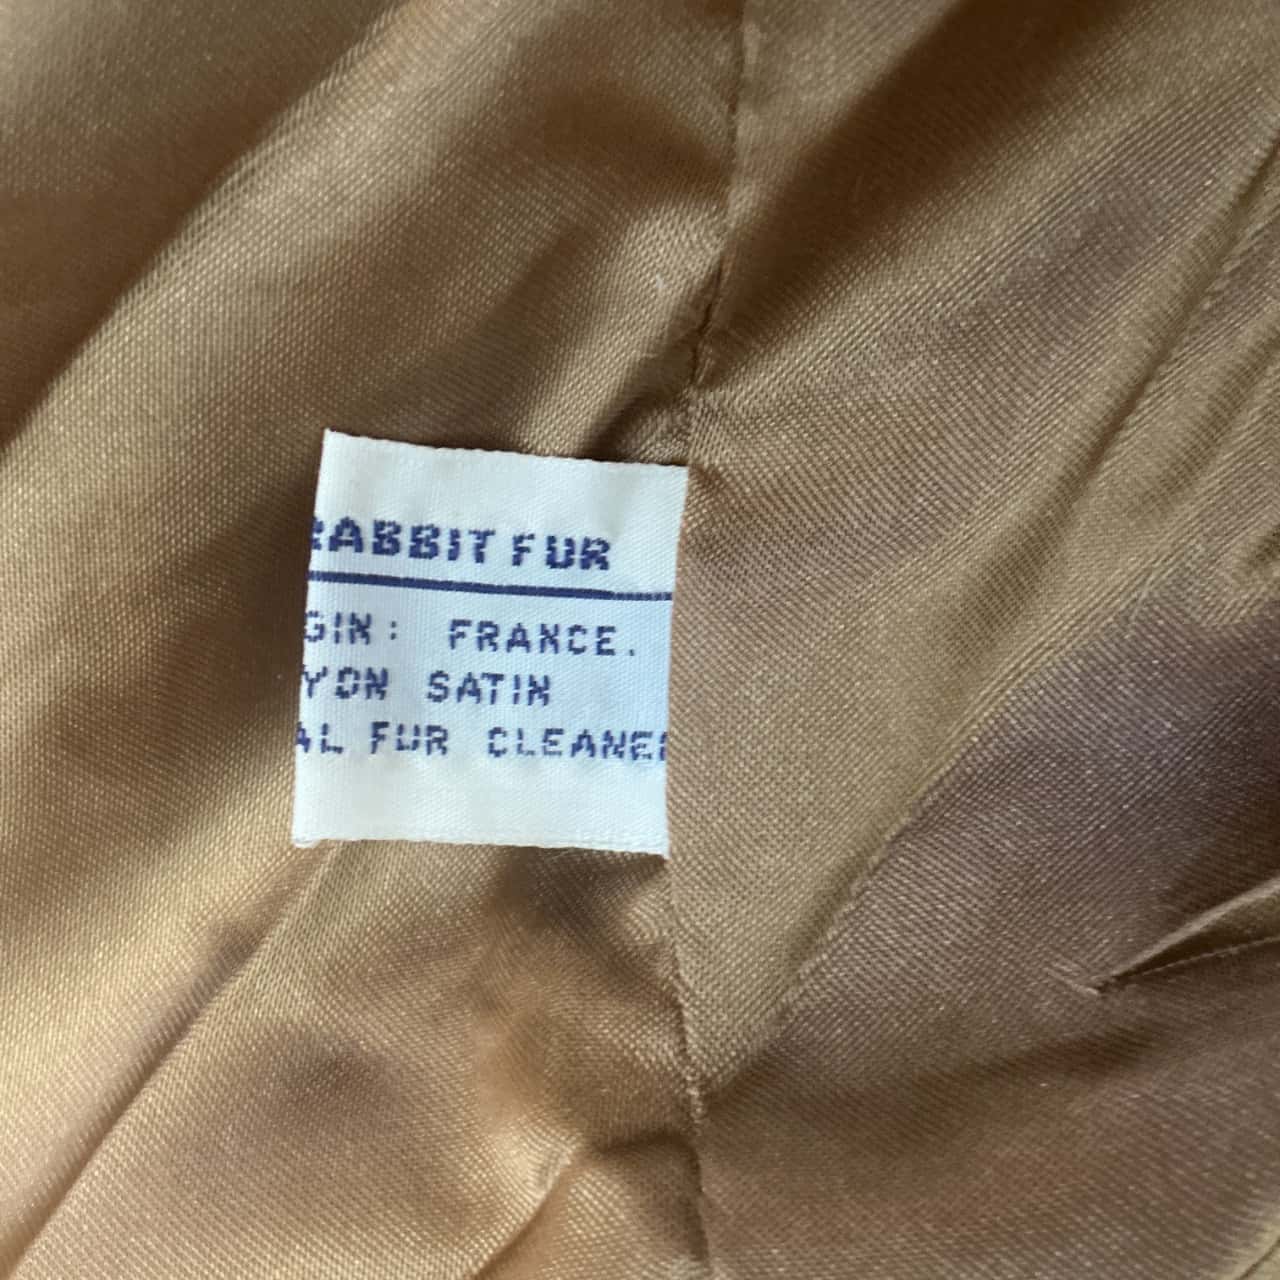 RABBIT FUR
GIN: FRANCE.
YON SATIN
AL FUR CLEANE